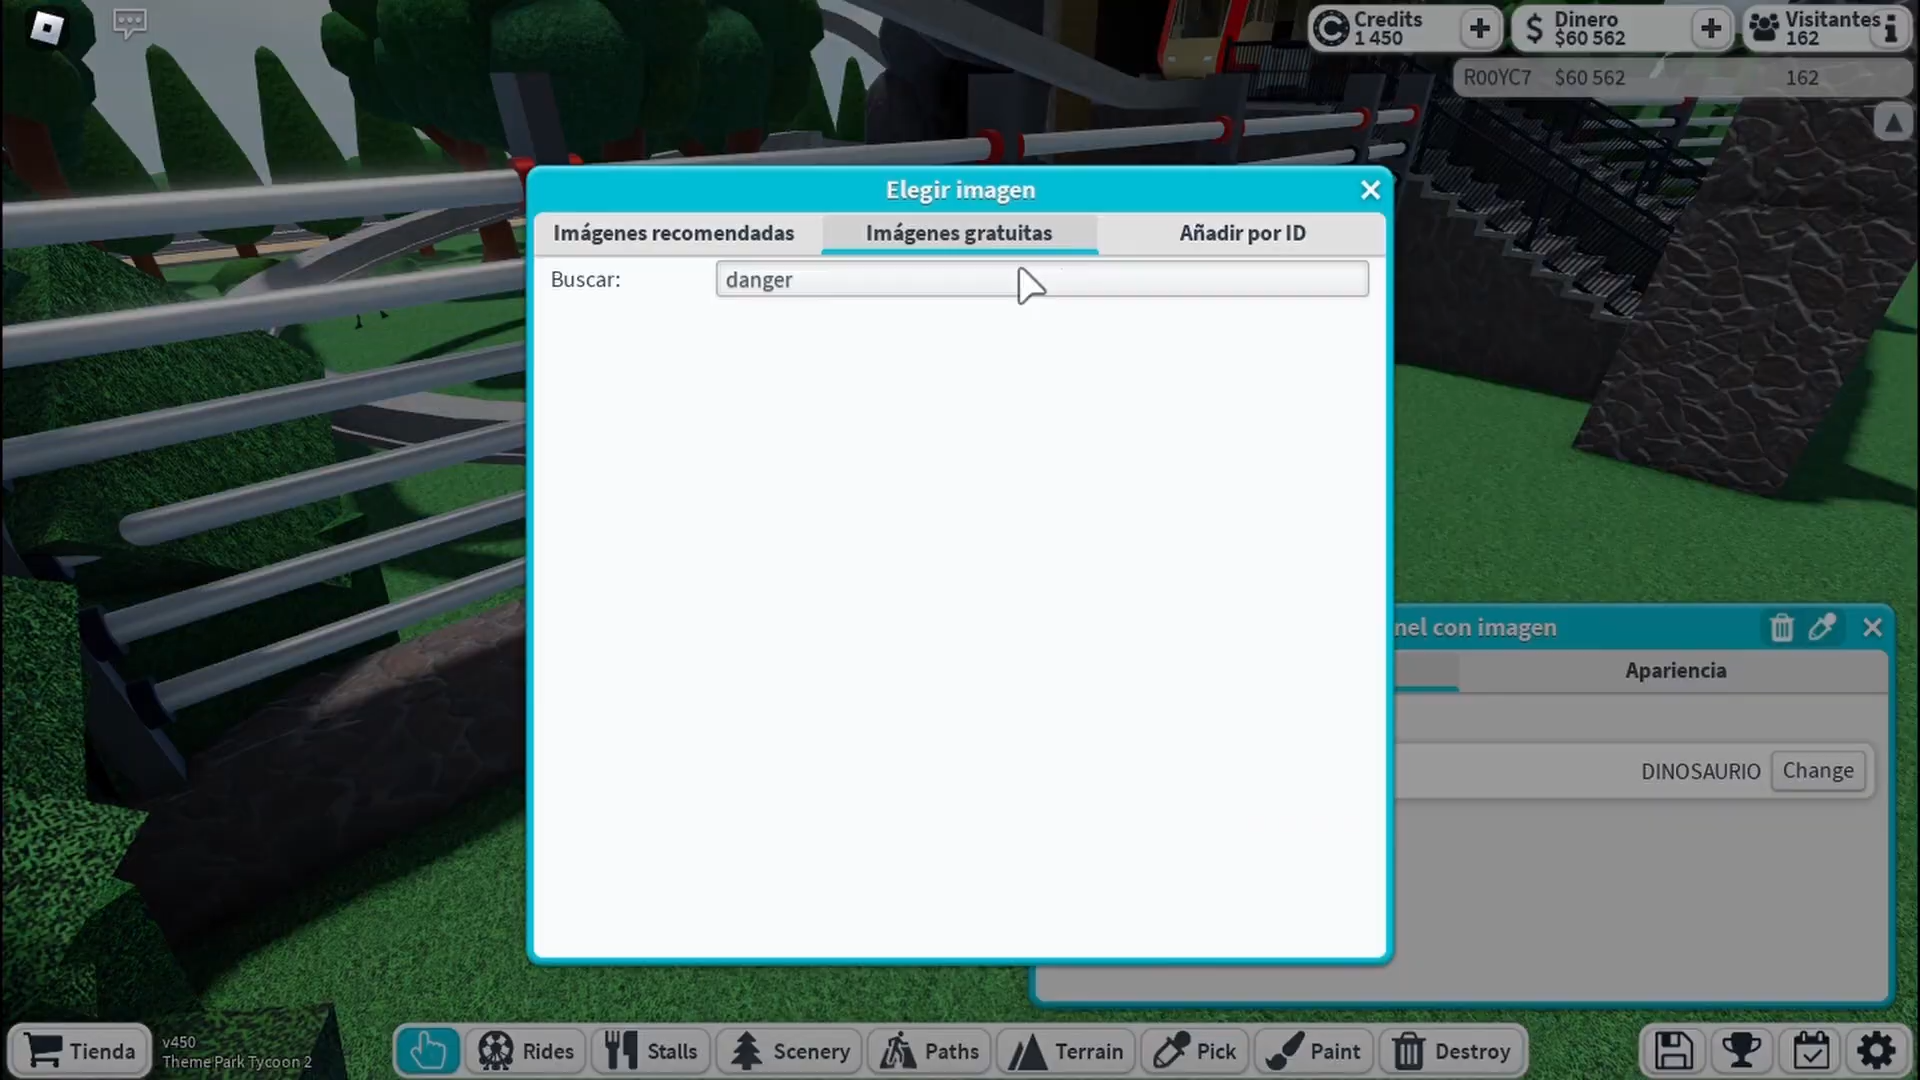 Credits
1 450
Dinero
$60 562
Visitantes
162
R00YC7 $60 562 162
Elegir imagen
Imágenes recomendadas
Imágenes gratuitas
Añadir por ID
Buscar: danger
nel con imagen
Apariencia
DINOSAURIO Change
Tienda
v450
Theme Park Tycoon 2
Rides
Stalls
Scenery
Paths
Terrain
Pick
Paint
Destroy